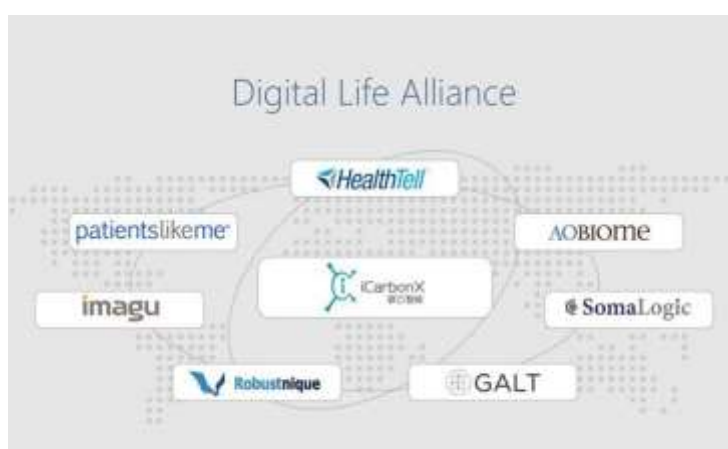 Digital Life Alliance
HealthTell
patientslikeme
AOBIOME
iCarbonX
imagu
SomaLogic
Robustnique
GALT